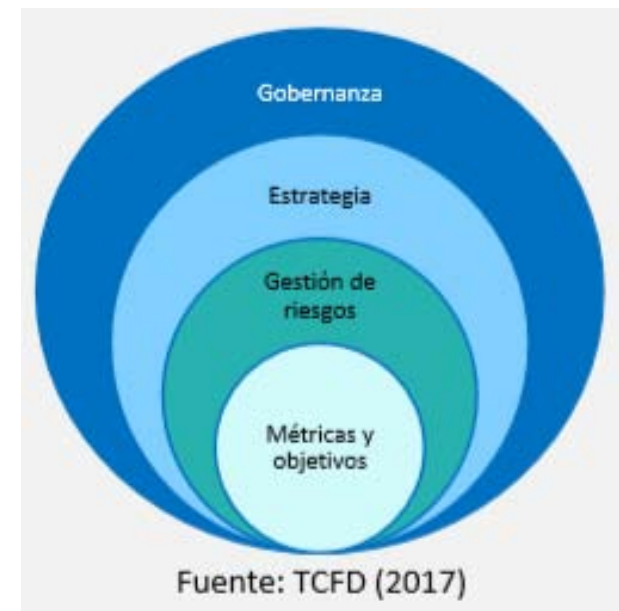 Gobernanza
Estrategia
Gestión de
riesgos
Métricas y
objetivos
Fuente: TCFD (2017)